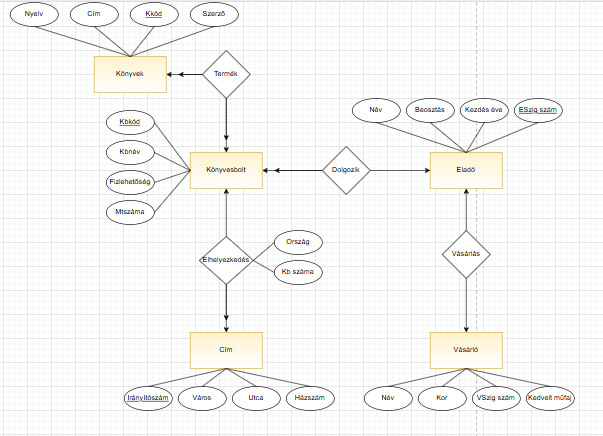 Nyelv
Cím
Kkód
Szerző
Könyvek
Termék
Kbkód
Kbnév
Fizlehetőség
Mtszáma
Könyvesbolt
Dolgozik
Név
Beosztás
Kezdés éve
ESzig szám
Eladó
Elhelyezkedés
Ország
Kb száma
Vásárlás
Cím
Irányítószám
Város
Utca
Házszám
Vásárló
Név
Kor
VSzig szám
Kedvelt műfaj